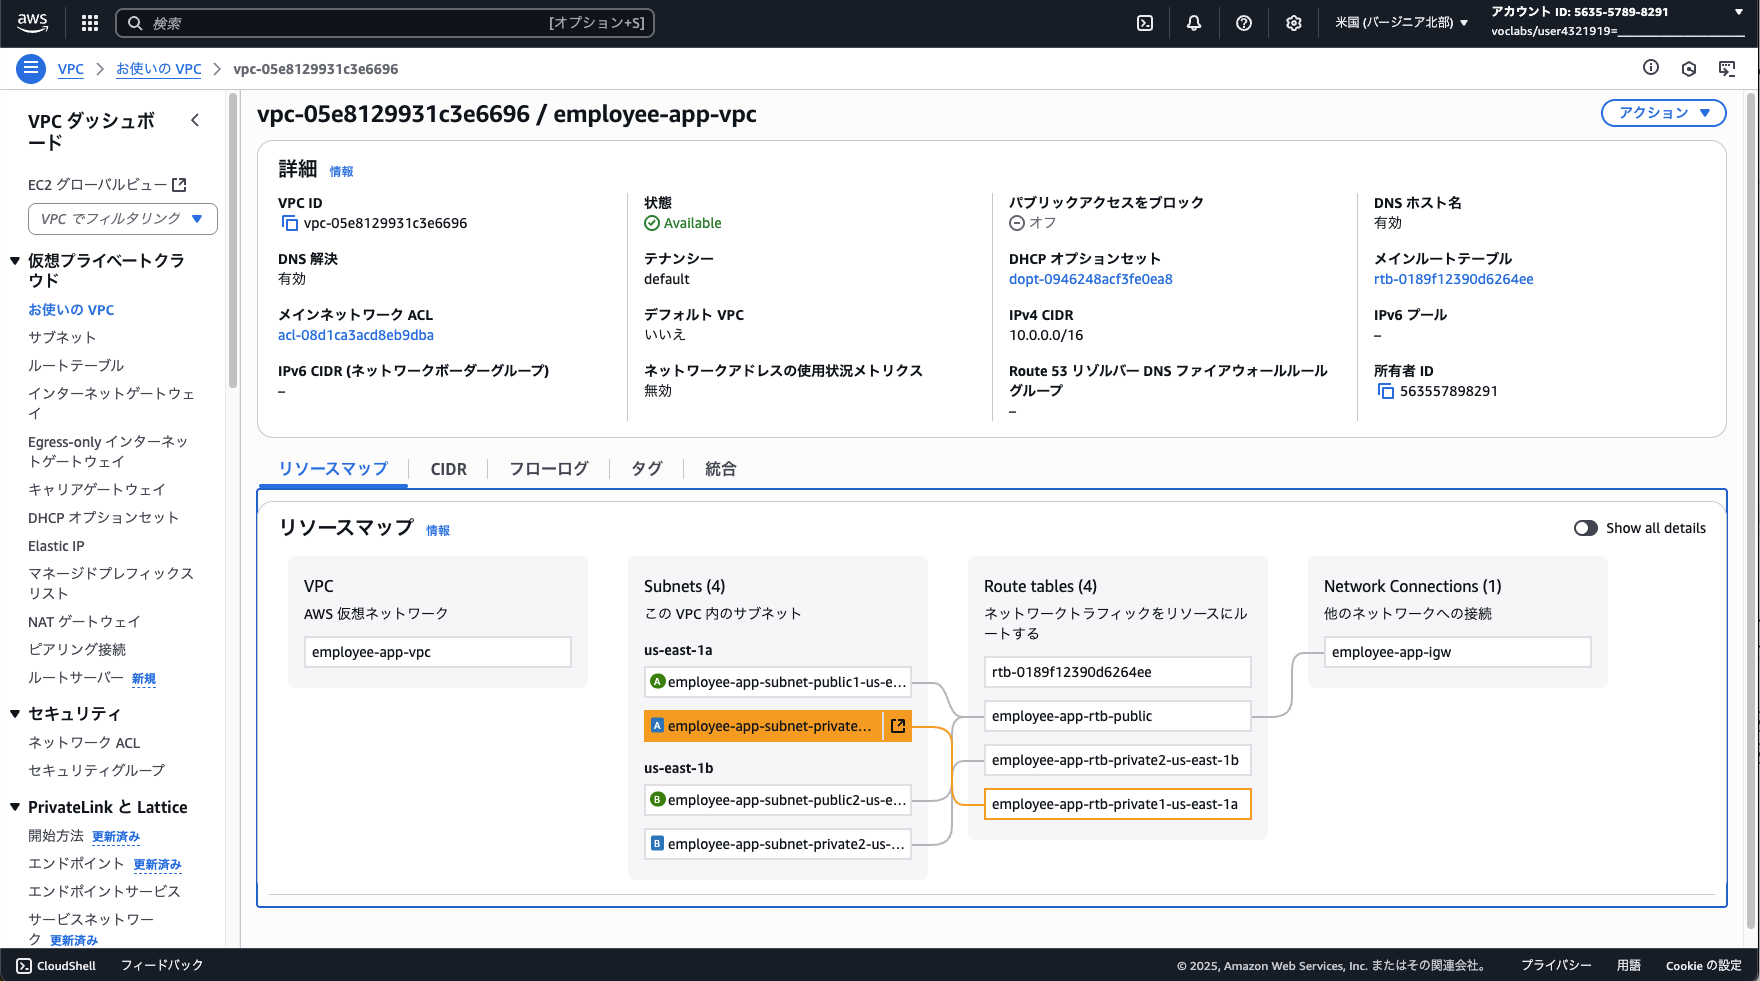 aws
検索
[オプション+S]
米国 (バージニア北部)
アカウント ID: 5635-5789-8291
voclabs/user4321919=
VPC
お使いの VPC
vpc-05e8129931c3e6696
VPC ダッシュボ
ード
EC2 グローバルビュー
VPC でフィルタリング
仮想プライベートクラ
ウド
お使いの VPC
サブネット
ルートテーブル
インターネットゲートウェ
イ
Egress-only インターネッ
トゲートウェイ
キャリアゲートウェイ
DHCP オプションセット
Elastic IP
マネージドプレフィックス
リスト
NAT ゲートウェイ
ピアリング接続
ルートサーバー 新規
セキュリティ
ネットワーク ACL
セキュリティグループ
PrivateLink と Lattice
開始方法 更新済み
エンドポイント 更新済み
エンドポイントサービス
サービスネットワー
ク 更新済み
vpc-05e8129931c3e6696 / employee-app-vpc
アクション
詳細 情報
VPC ID
vpc-05e8129931c3e6696
状態
Available
パブリックアクセスをブロック
オフ
DNS ホスト名
有効
DNS 解決
有効
テナンシー
default
DHCP オプションセット
dopt-0946248acf3fe0ea8
メインルートテーブル
rtb-0189f12390d6264ee
メインネットワーク ACL
acl-08d1ca3acd8eb9dba
デフォルト VPC
いいえ
IPv4 CIDR
10.0.0.0/16
IPv6 プール
–
IPv6 CIDR (ネットワークボーダーグループ)
–
ネットワークアドレスの使用状況メトリクス
無効
Route 53 リゾルバー DNS ファイアウォールルール
グループ
–
所有者 ID
563557898291
リソースマップ
CIDR
フローログ
タグ
統合
リソースマップ 情報
Show all details
VPC
AWS 仮想ネットワーク
employee-app-vpc
Subnets (4)
この VPC 内のサブネット
us-east-1a
A employee-app-subnet-public1-us-e...
A employee-app-subnet-private...
us-east-1b
B employee-app-subnet-public2-us-e...
B employee-app-subnet-private2-us-...
Route tables (4)
ネットワークトラフィックをリソースにル
ートする
rtb-0189f12390d6264ee
employee-app-rtb-public
employee-app-rtb-private2-us-east-1b
employee-app-rtb-private1-us-east-1a
Network Connections (1)
他のネットワークへの接続
employee-app-igw
CloudShell
フィードバック
© 2025, Amazon Web Services, Inc. またはその関連会社。
プライバシー
用語
Cookie の設定